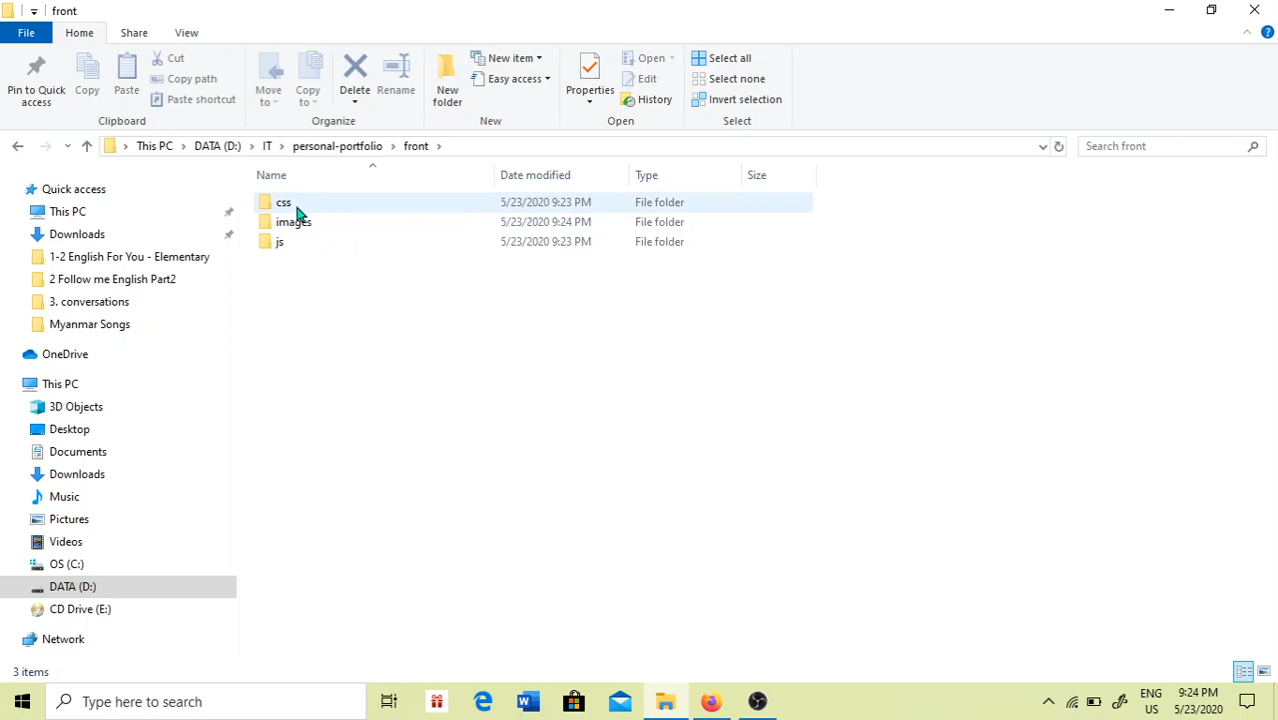 front
File Home Share View
Pin to Quick access
Copy
Paste
Cut
Copy path
Paste shortcut
Clipboard
Move to
Copy to
Delete
Rename
Organize
New folder
New item
Easy access
New
Properties
Open
Edit
History
Open
Select all
Select none
Invert selection
Select
This PC > DATA (D:) > IT > personal-portfolio > front >
Search front
Name Date modified Type Size
css 5/23/2020 9:23 PM File folder
images 5/23/2020 9:24 PM File folder
js 5/23/2020 9:23 PM File folder
Quick access
This PC
Downloads
1-2 English For You - Elementary
2 Follow me English Part2
3. conversations
Myanmar Songs
OneDrive
This PC
3D Objects
Desktop
Documents
Downloads
Music
Pictures
Videos
OS (C:)
DATA (D:)
CD Drive (E:)
Network
3 items
Type here to search
ENG
US
9:24 PM
5/23/2020